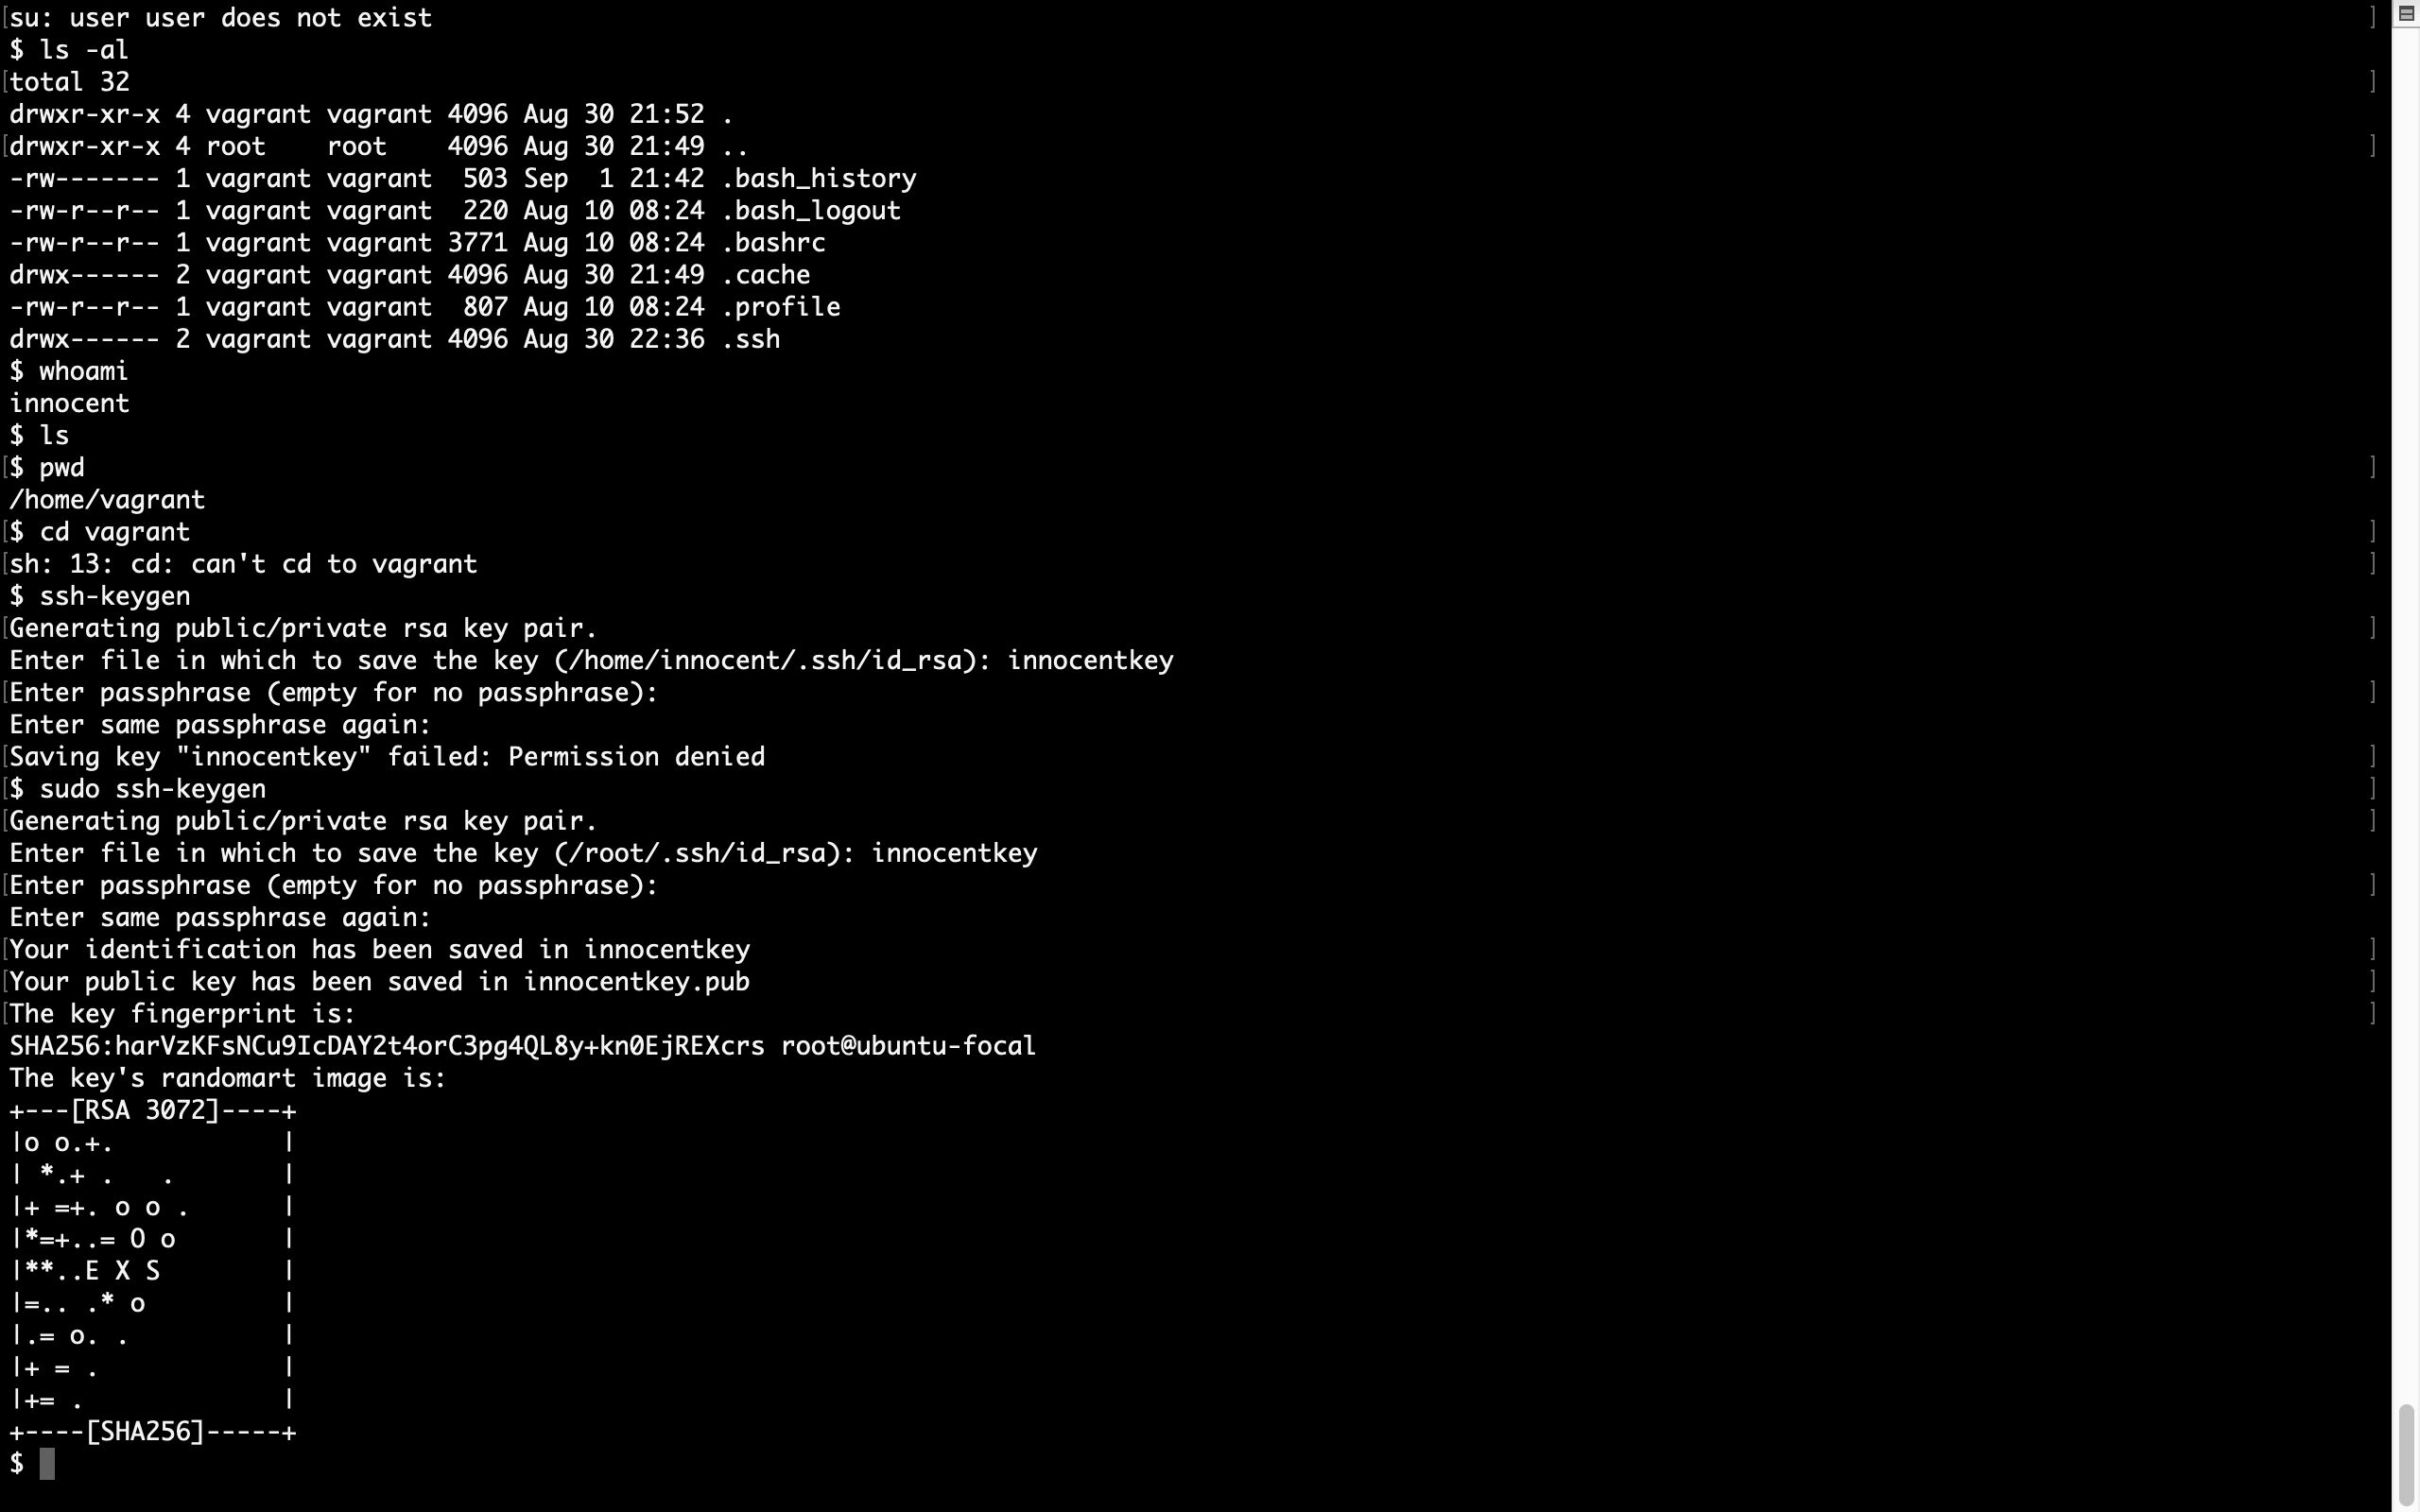 [su: user user does not exist ]
$ ls -al
[total 32 ]
drwxr-xr-x 4 vagrant vagrant 4096 Aug 30 21:52 .
[drwxr-xr-x 4 root    root    4096 Aug 30 21:49 .. ]
-rw------- 1 vagrant vagrant  503 Sep  1 21:42 .bash_history
-rw-r--r-- 1 vagrant vagrant  220 Aug 10 08:24 .bash_logout
-rw-r--r-- 1 vagrant vagrant 3771 Aug 10 08:24 .bashrc
drwx------ 2 vagrant vagrant 4096 Aug 30 21:49 .cache
-rw-r--r-- 1 vagrant vagrant  807 Aug 10 08:24 .profile
drwx------ 2 vagrant vagrant 4096 Aug 30 22:36 .ssh
$ whoami
innocent
$ ls
[$ pwd ]
/home/vagrant
[$ cd vagrant ]
[sh: 13: cd: can't cd to vagrant ]
$ ssh-keygen
[Generating public/private rsa key pair. ]
Enter file in which to save the key (/home/innocent/.ssh/id_rsa): innocentkey
[Enter passphrase (empty for no passphrase): ]
Enter same passphrase again:
[Saving key "innocentkey" failed: Permission denied ]
[$ sudo ssh-keygen ]
[Generating public/private rsa key pair. ]
Enter file in which to save the key (/root/.ssh/id_rsa): innocentkey
[Enter passphrase (empty for no passphrase): ]
Enter same passphrase again:
[Your identification has been saved in innocentkey ]
[Your public key has been saved in innocentkey.pub ]
[The key fingerprint is: ]
SHA256:harVzKFsNCu9IcDAY2t4orC3pg4QL8y+kn0EjREXcrs root@ubuntu-focal
The key's randomart image is:
+---[RSA 3072]----+
|o o.+.           |
| *.+ .   .       |
|+ =+. o o .      |
|*=+..= O o       |
|**..E X S        |
|=.. .* o         |
|.= o. .          |
|+ = .            |
|+= .             |
+----[SHA256]-----+
$